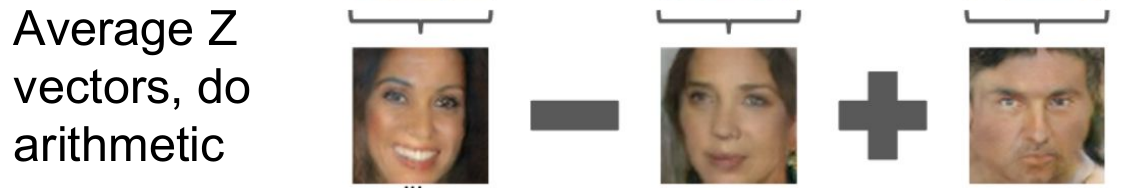 Average Z
vectors, do
arithmetic